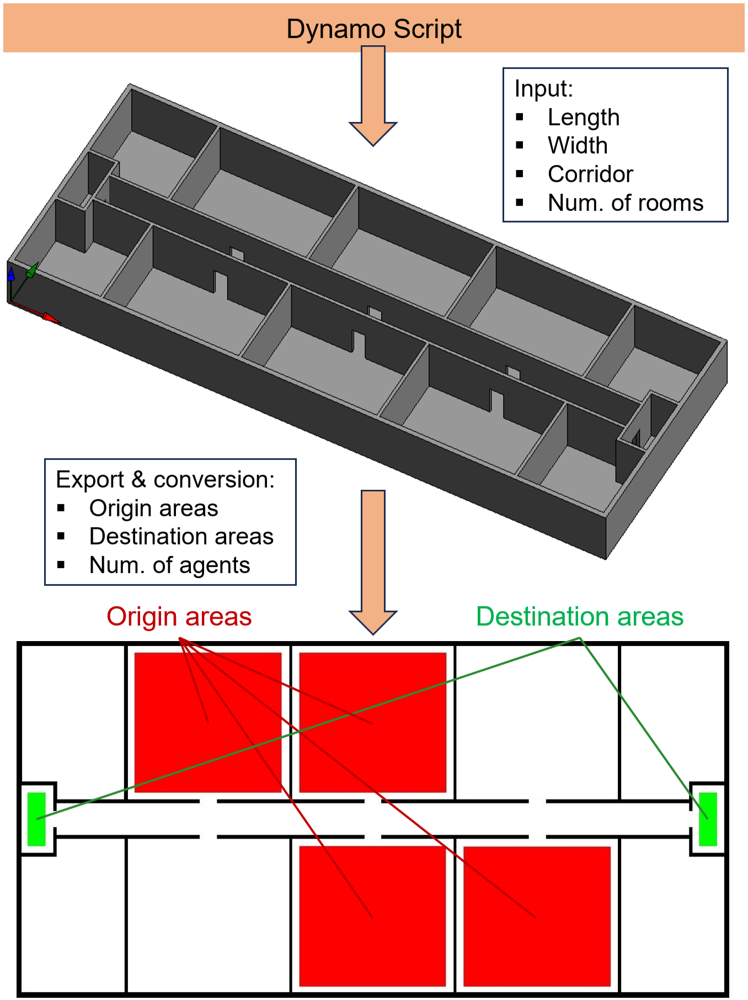 Dynamo Script
Input:
▪ Length
▪ Width
▪ Corridor
▪ Num. of rooms
Export & conversion:
▪ Origin areas
▪ Destination areas
▪ Num. of agents
Origin areas
Destination areas